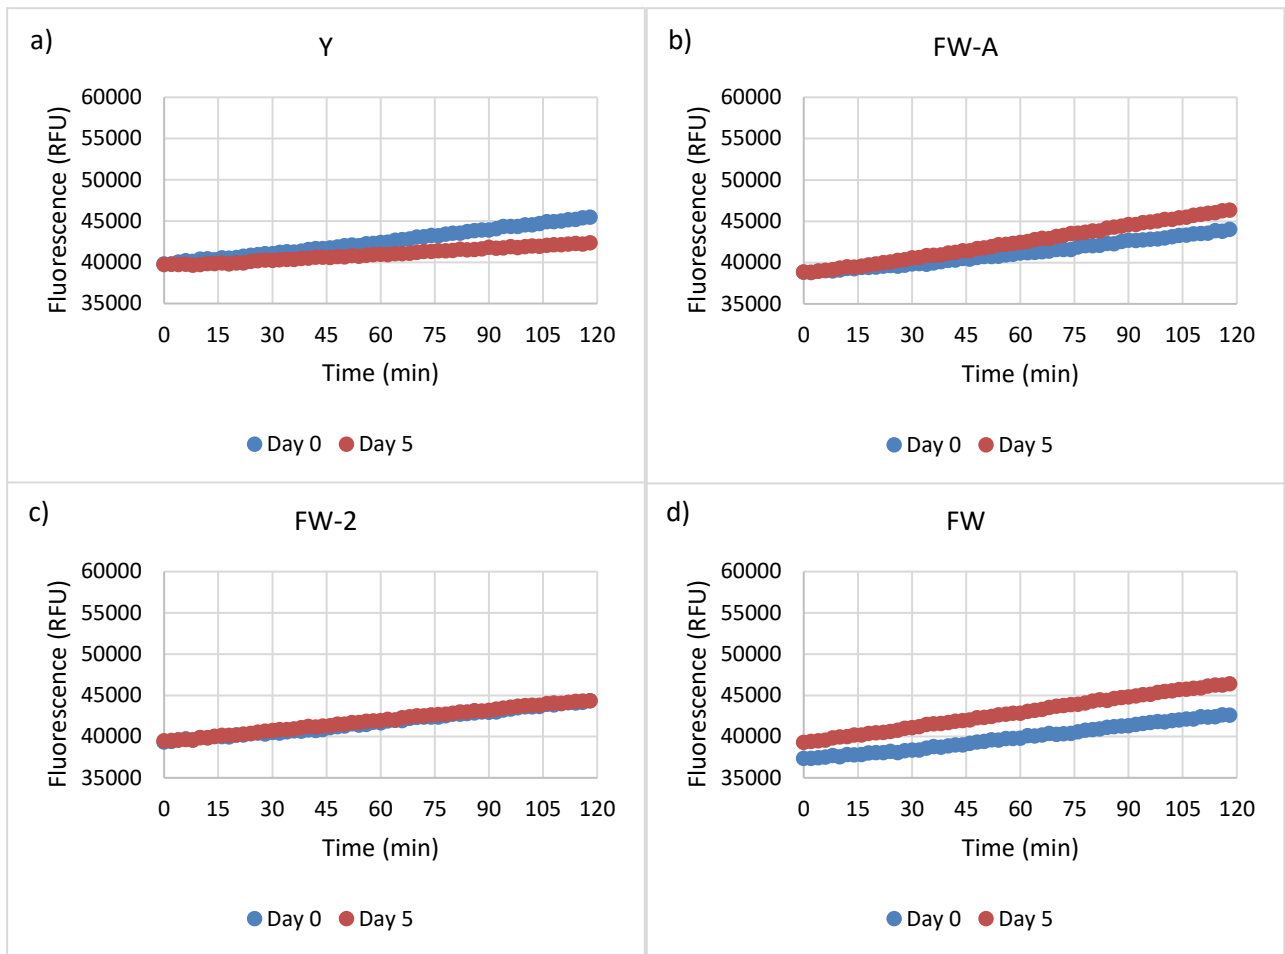 a)
Y
Fluorescence (RFU)
60000
55000
50000
45000
40000
35000
0 15 30 45 60 75 90 105 120
Time (min)
Day 0 Day 5
b)
FW-A
Fluorescence (RFU)
60000
55000
50000
45000
40000
35000
0 15 30 45 60 75 90 105 120
Time (min)
Day 0 Day 5
c)
FW-2
Fluorescence (RFU)
60000
55000
50000
45000
40000
35000
0 15 30 45 60 75 90 105 120
Time (min)
Day 0 Day 5
d)
FW
Fluorescence (RFU)
60000
55000
50000
45000
40000
35000
0 15 30 45 60 75 90 105 120
Time (min)
Day 0 Day 5